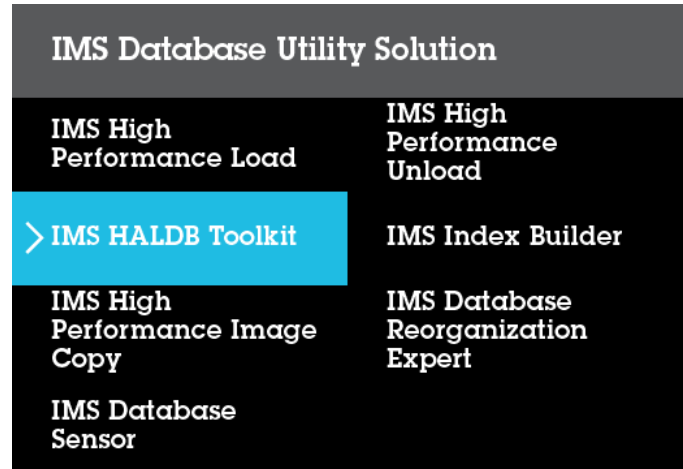 IMS Database Utility Solution
IMS High
Performance Load
IMS High
Performance
Unload
IMS HALDB Toolkit
IMS Index Builder
IMS High
Performance Image
Copy
IMS Database
Reorganization
Expert
IMS Database
Sensor